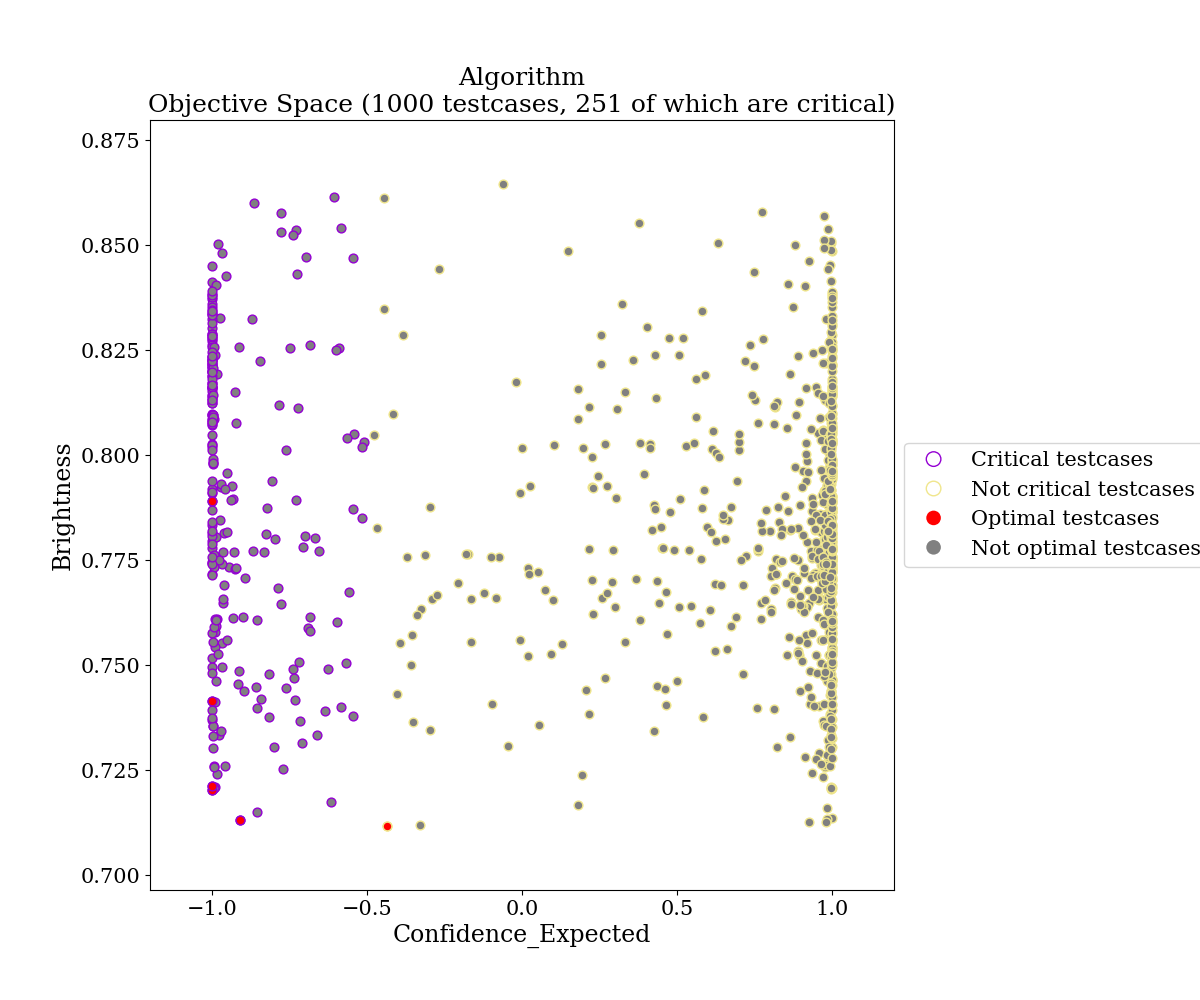 Algorithm
Objective Space (1000 testcases, 251 of which are critical)
0.875
0.850
0.825
0.800
0.775
0.750
0.725
0.700
Brightness
−1.0
−0.5
0.0
0.5
1.0
Confidence_Expected
Critical testcases
Not critical testcases
Optimal testcases
Not optimal testcases